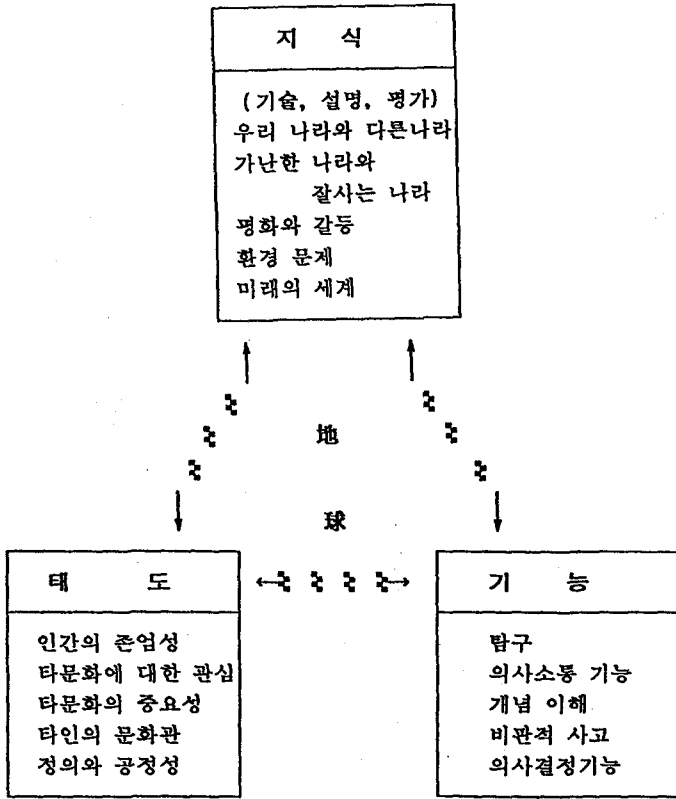 지 식
(기술, 설명, 평가)
우리 나라와 다른나라
가난한 나라와
잘사는 나라
평화와 갈등
환경 문제
미래의 세계
地
球
태 도
인간의 존엄성
타문화에 대한 관심
타문화의 중요성
타인의 문화관
정의와 공정성
기 능
탐구
의사소통 기능
개념 이해
비판적 사고
의사결정기능